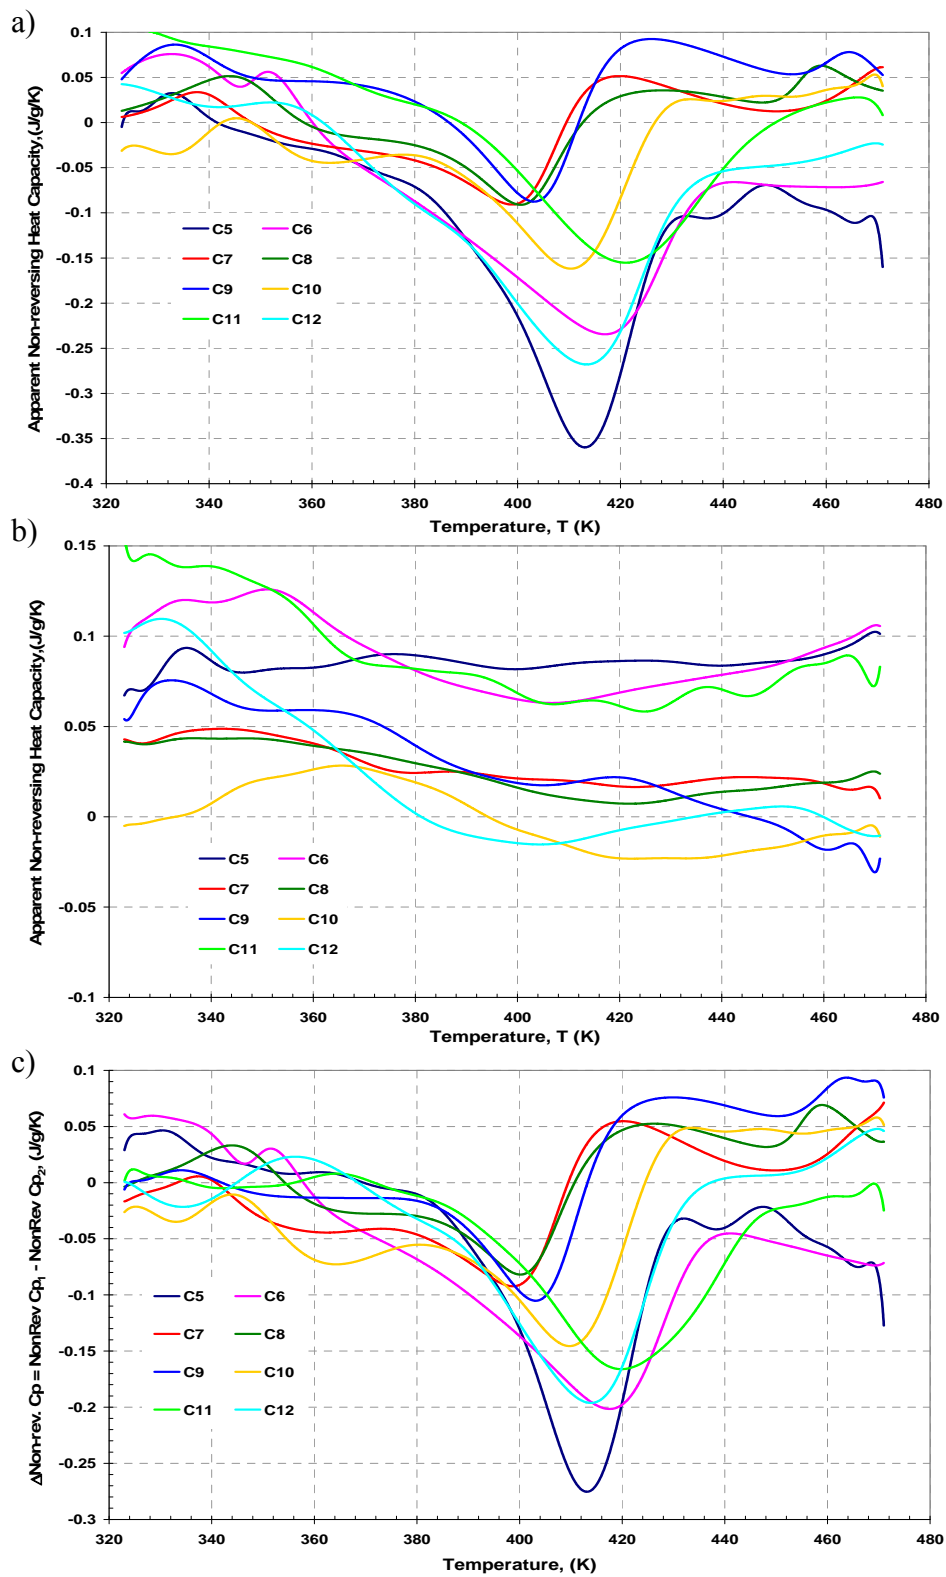 a)
0.1
0.05
0
-0.05
-0.1
-0.15
-0.2
-0.25
-0.3
-0.35
-0.4
Apparent Non-reversing Heat Capacity,(J/g/K)
C5 C6
C7 C8
C9 C10
C11 C12
320 340 360 380 400 420 440 460 480
Temperature, T (K)
b)
0.15
0.1
0.05
0
-0.05
-0.1
Apparent Non-reversing Heat Capacity,(J/g/K)
C5 C6
C7 C8
C9 C10
C11 C12
320 340 360 380 400 420 440 460 480
Temperature, T (K)
c)
0.1
0.05
0
-0.05
-0.1
-0.15
-0.2
-0.25
-0.3
ΔNon-rev. Cp = NonRev Cp₁ - NonRev Cp₂, (J/g/K)
C5 C6
C7 C8
C9 C10
C11 C12
320 340 360 380 400 420 440 460 480
Temperature, (K)